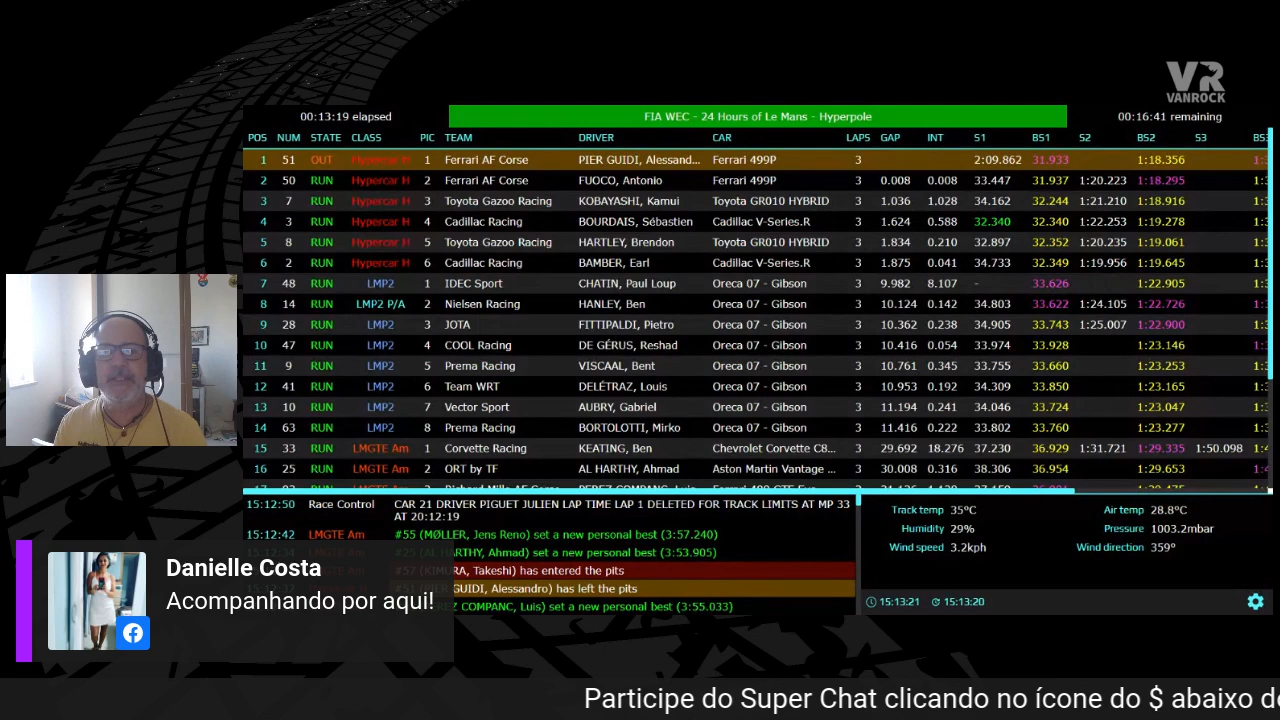 VR
VANROCK
00:13:19 elapsed FIA WEC - 24 Hours of Le Mans - Hyperpole 00:16:41 remaining
POS NUM STATE CLASS PIC TEAM DRIVER CAR LAPS GAP INT S1 BS1 S2 BS2 S3
1 51 OUT Hypercar H 1 Ferrari AF Corse PIER GUIDI, Alessand... Ferrari 499P 3 2:09.862 31.933 1:18.356
2 50 RUN Hypercar H 2 Ferrari AF Corse FUOCO, Antonio Ferrari 499P 3 0.008 0.008 33.447 31.937 1:20.223 1:18.295
3 7 RUN Hypercar H 3 Toyota Gazoo Racing KOBAYASHI, Kamui Toyota GR010 HYBRID 3 1.036 1.028 34.162 32.244 1:21.210 1:18.916
4 3 RUN Hypercar H 4 Cadillac Racing BOURDAIS, Sébastien Cadillac V-Series.R 3 1.624 0.588 32.340 32.340 1:22.253 1:19.278
5 8 RUN Hypercar H 5 Toyota Gazoo Racing HARTLEY, Brendon Toyota GR010 HYBRID 3 1.834 0.210 32.897 32.352 1:20.235 1:19.061
6 2 RUN Hypercar H 6 Cadillac Racing BAMBER, Earl Cadillac V-Series.R 3 1.875 0.041 34.733 32.349 1:19.956 1:19.645
7 48 RUN LMP2 1 IDEC Sport CHATIN, Paul Loup Oreca 07 - Gibson 3 9.982 8.107 - 33.626 1:22.905
8 14 RUN LMP2 P/A 2 Nielsen Racing HANLEY, Ben Oreca 07 - Gibson 3 10.124 0.142 34.803 33.622 1:24.105 1:22.726
9 28 RUN LMP2 3 JOTA FITTIPALDI, Pietro Oreca 07 - Gibson 3 10.362 0.238 34.905 33.743 1:25.007 1:22.900
10 47 RUN LMP2 4 COOL Racing DE GÉRUS, Reshad Oreca 07 - Gibson 3 10.416 0.054 33.974 33.928 1:23.146
11 9 RUN LMP2 5 Prema Racing VISCAAL, Bent Oreca 07 - Gibson 3 10.761 0.345 33.755 33.660 1:23.253
12 41 RUN LMP2 6 Team WRT DELÉTRAZ, Louis Oreca 07 - Gibson 3 10.953 0.192 34.309 33.850 1:23.165
13 10 RUN LMP2 7 Vector Sport AUBRY, Gabriel Oreca 07 - Gibson 3 11.194 0.241 34.046 33.724 1:23.047
14 63 RUN LMP2 8 Prema Racing BORTOLOTTI, Mirko Oreca 07 - Gibson 3 11.416 0.222 33.802 33.760 1:23.277
15 33 RUN LMGTE Am 1 Corvette Racing KEATING, Ben Chevrolet Corvette C8... 3 29.692 18.276 37.230 36.929 1:31.721 1:29.335 1:50.098
16 25 RUN LMGTE Am 2 ORT by TF AL HARTHY, Ahmad Aston Martin Vantage ... 3 30.008 0.316 38.306 36.954 1:29.653
15:12:50 Race Control CAR 21 DRIVER PIGUET JULIEN LAP TIME LAP 1 DELETED FOR TRACK LIMITS AT MP 33
AT 20:12:19
15:12:42 LMGTE Am #55 (MØLLER, Jens Reno) set a new personal best (3:57.240)
HARTHY, Ahmad) set a new personal best (3:53.905)
KIMURA, Takeshi) has entered the pits
GUIDI, Alessandro) has left the pits
COMPANC, Luis) set a new personal best (3:55.033)
Track temp 35°C Air temp 28.8°C
Humidity 29% Pressure 1003.2mbar
Wind speed 3.2kph Wind direction 359°
15:13:21 15:13:20
Danielle Costa
Acompanhando por aqui!
Participe do Super Chat clicando no ícone do $ abaixo